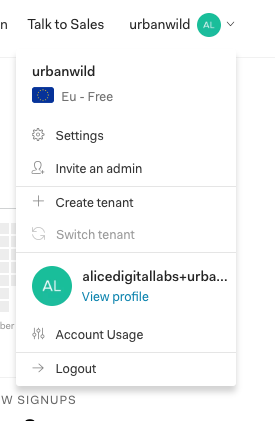 n Talk to Sales urbanwild AL
urbanwild
Eu - Free
Settings
Invite an admin
Create tenant
Switch tenant
AL
alicedigitallabs+urba...
View profile
ber
Account Usage
Logout
W SIGNUPS